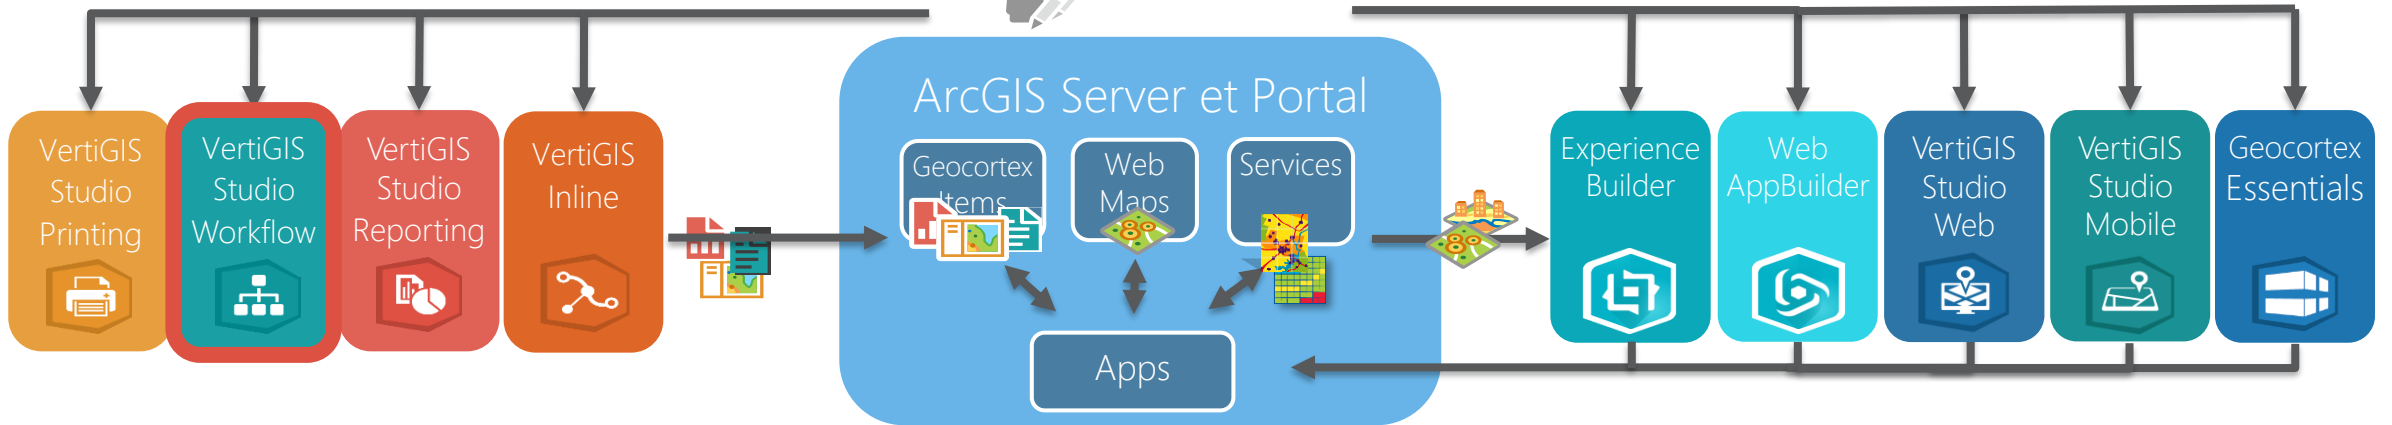 VertiGIS
Studio
Printing
VertiGIS
Studio
Workflow
VertiGIS
Studio
Reporting
VertiGIS
Inline
ArcGIS Server et Portal
Geocortex
Items
Web
Maps
Services
Apps
Experience
Builder
Web
AppBuilder
VertiGIS
Studio
Web
VertiGIS
Studio
Mobile
Geocortex
Essentials